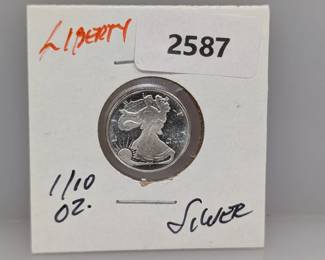 LIBERTY
2587
1/10
OZ.
SILVER